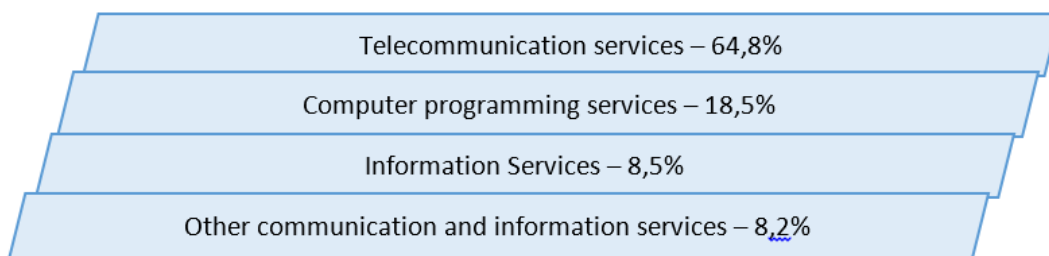 Telecommunication services – 64,8%
Computer programming services – 18,5%
Information Services – 8,5%
Other communication and information services – 8,2%